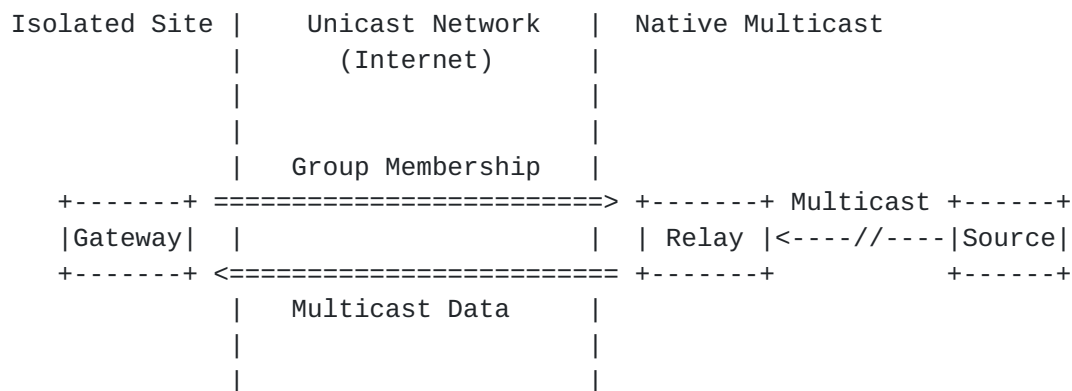 Isolated Site |    Unicast Network   |  Native Multicast
              |      (Internet)      |
              |                      |
              |                      |
              |   Group Membership   |
   +-------+ =========================> +-------+ Multicast +------+
   |Gateway|  |                      |  | Relay |<----//----|Source|
   +-------+ <========================= +-------+           +------+
              |   Multicast Data     |
              |                      |
              |                      |